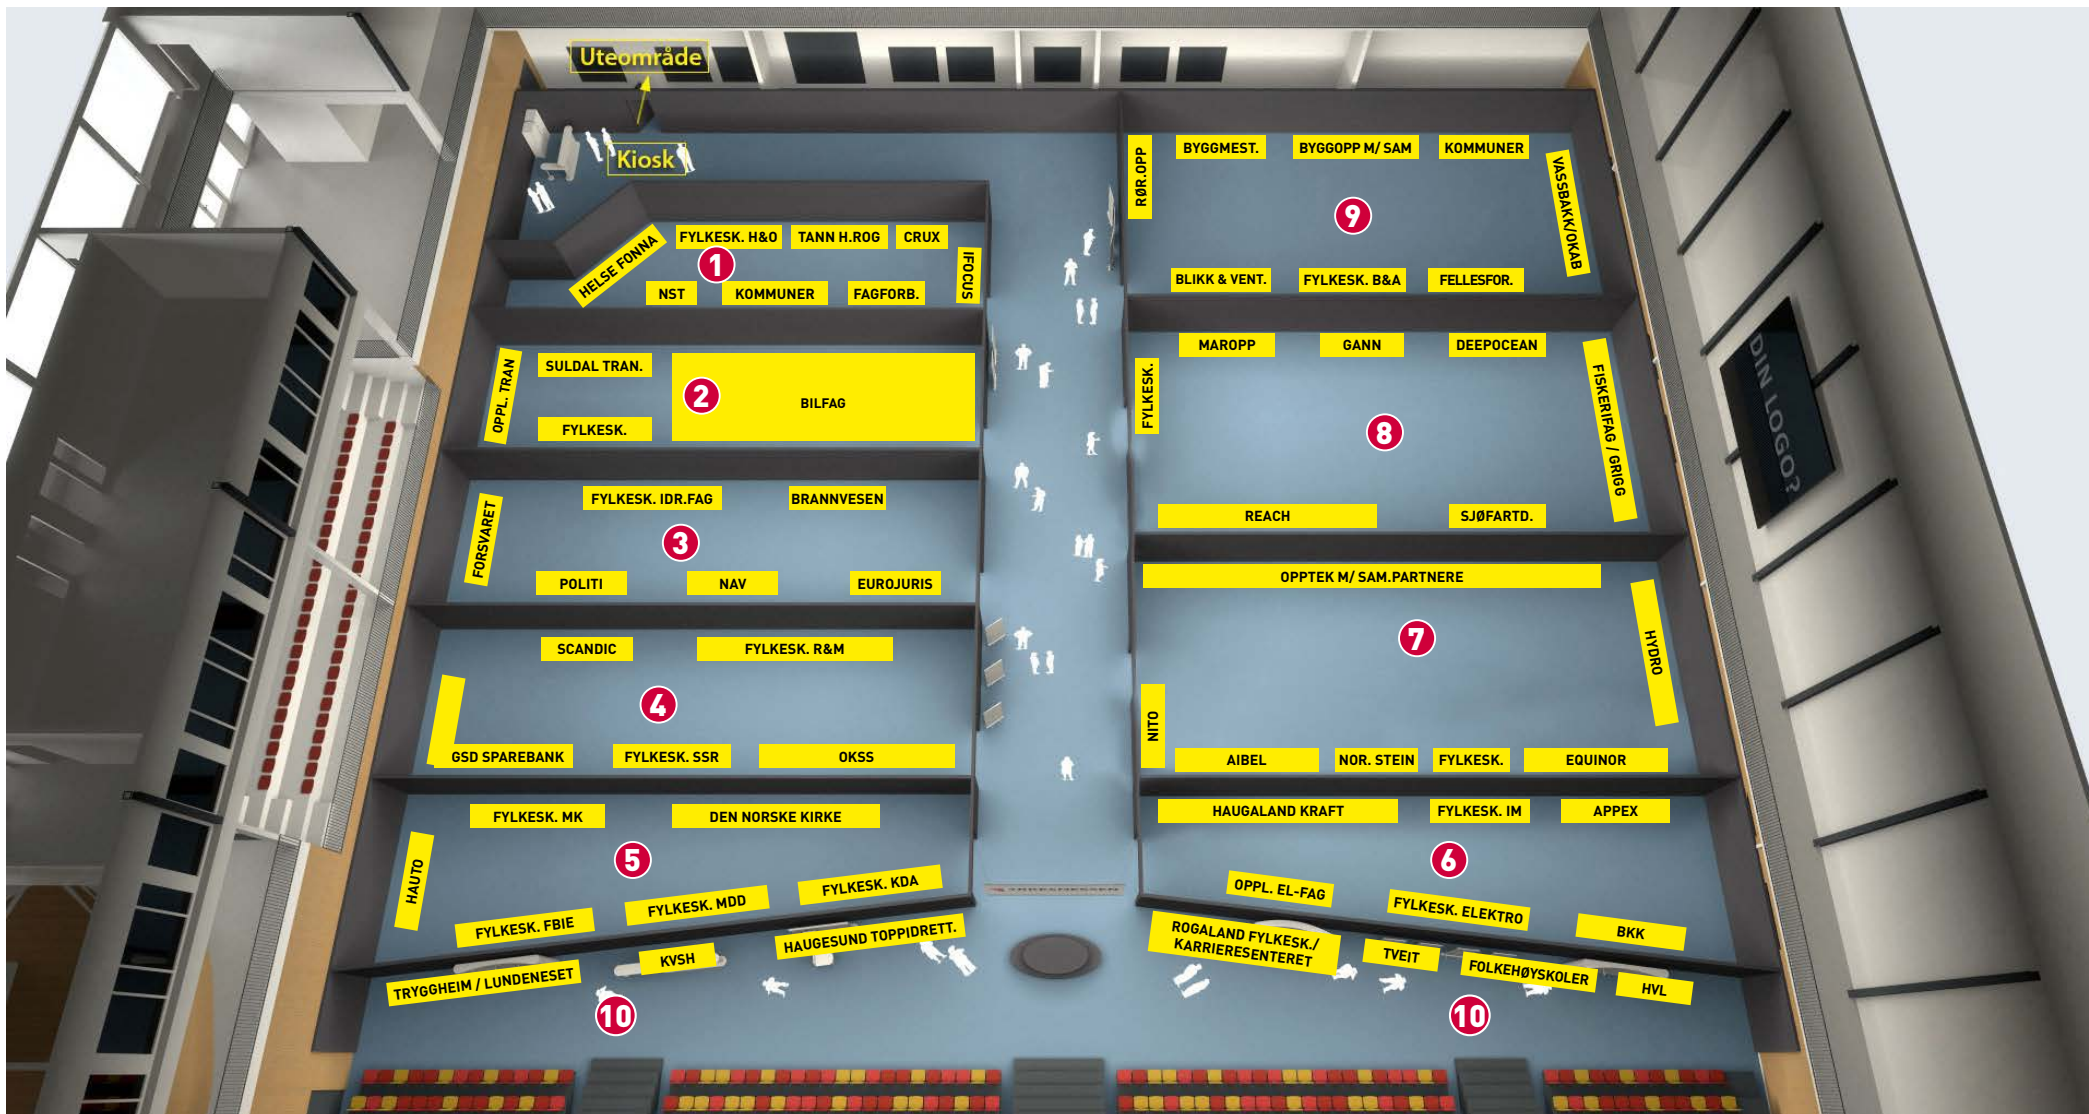 Uteområde
Kiosk
HELSE FONNA
FYLKESK. H&O
TANN H.ROG
CRUX
IFOCUS
1
NST
KOMMUNER
FAGFORB.
OPPL. TRAN
SULDAL TRAN.
2
BILFAG
FYLKESK.
FORSVARET
FYLKESK. IDR.FAG
BRANNVESEN
3
POLITI
NAV
EUROJURIS
SCANDIC
FYLKESK. R&M
4
GSD SPAREBANK
FYLKESK. SSR
OKSS
HAUTO
FYLKESK. MK
DEN NORSKE KIRKE
5
FYLKESK. FBIE
FYLKESK. MDD
FYLKESK. KDA
TRYGGHEIM / LUNDENESET
KVSH
HAUGESUND TOPPIDRETT.
10
RØR.OPP
BYGGMEST.
BYGGOPP M/ SAM
KOMMUNER
VASSBAKK/OKAB
9
BLIKK & VENT.
FYLKESK. B&A
FELLESFOR.
FYLKESK.
MAROPP
GANN
DEEPOCEAN
FISKERIFAG / GRIGG
8
REACH
SJØFARTD.
OPPTEK M/ SAM.PARTNERE
7
HYDRO
NITO
AIBEL
NOR. STEIN
FYLKESK.
EQUINOR
HAUGALAND KRAFT
FYLKESK. IM
APPEX
6
OPPL. EL-FAG
FYLKESK. ELEKTRO
BKK
ROGALAND FYLKESK./
KARRIERESENTERET
TVEIT
FOLKEHØYSKOLER
HVL
10
DIN LOGO?